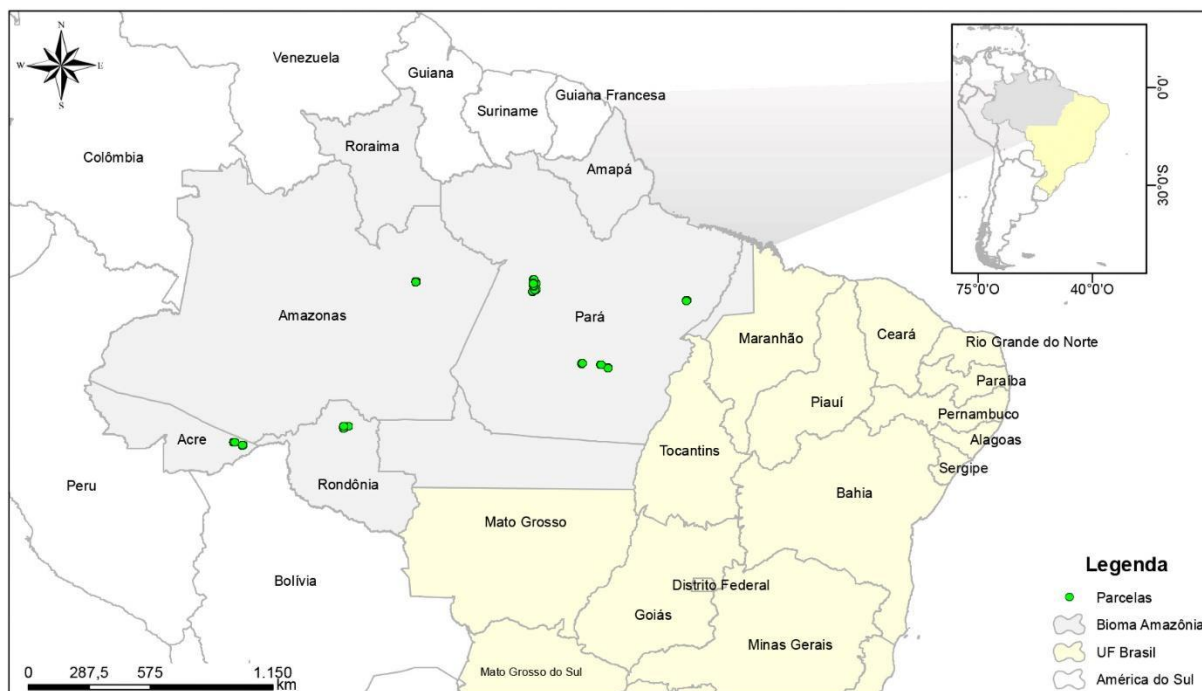 N
W
E
S
Venezuela
Guiana
Suriname
Guiana Francesa
Colômbia
Roraima
Amapá
0°0'
30°0'S
75°0'O
40°0'O
Amazonas
Pará
Maranhão
Ceará
Rio Grande do Norte
Paraíba
Piauí
Pernambuco
Acre
Alagoas
Tocantins
Sergipe
Peru
Rondônia
Bahia
Mato Grosso
Bolívia
Distrito Federal
Goiás
Minas Gerais
Mato Grosso do Sul
Legenda
Parcelas
Bioma Amazônia
UF Brasil
América do Sul
0 287,5 575 1.150
km